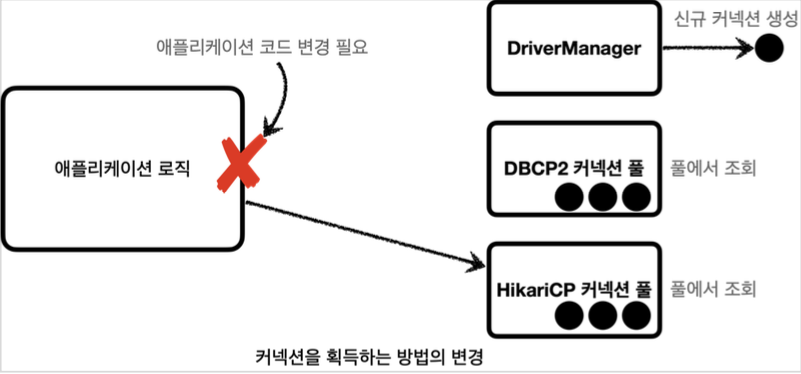 신규 커넥션 생성
애플리케이션 코드 변경 필요
DriverManager
애플리케이션 로직
DBCP2 커넥션 풀
풀에서 조회
HikariCP 커넥션 풀
풀에서 조회
커넥션을 획득하는 방법의 변경